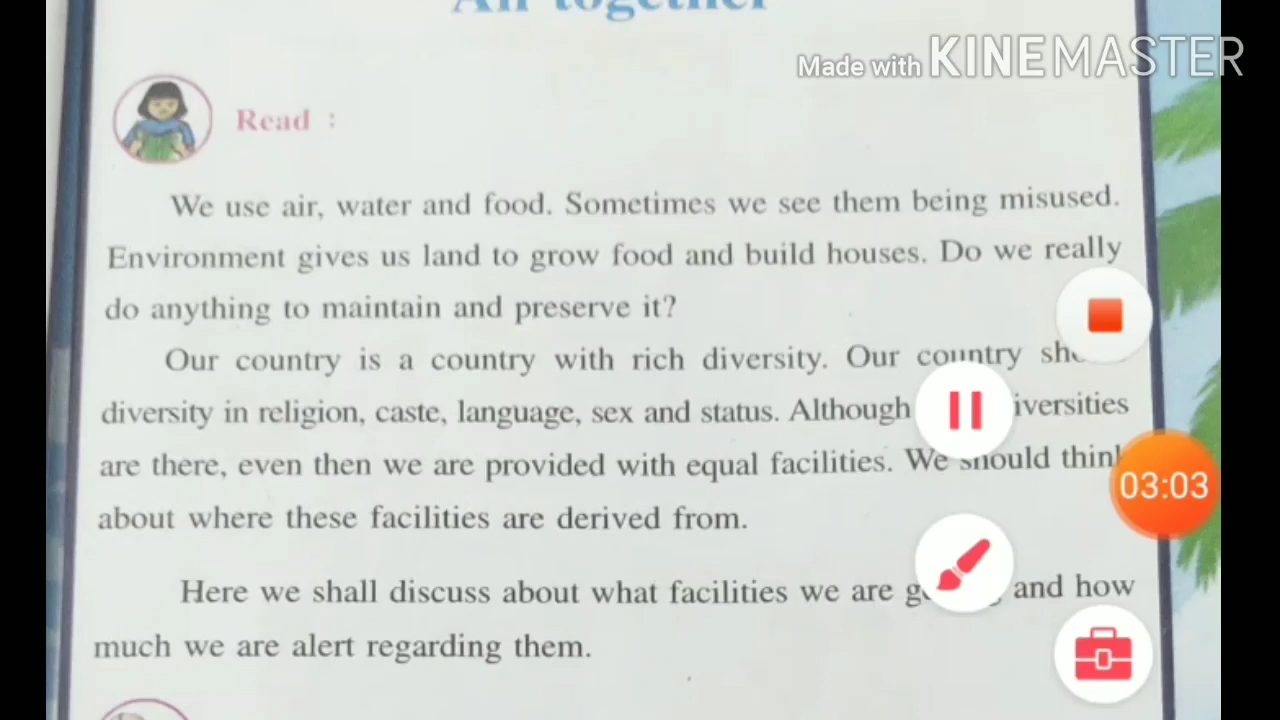 together
Made with KINEMASTER
Read :
We use air, water and food. Sometimes we see them being misused.
Environment gives us land to grow food and build houses. Do we really
do anything to maintain and preserve it?
Our country is a country with rich diversity. Our country
diversity in religion, caste, language, sex and status. Although
are there, even then we are provided with equal facilities. We should think
about where these facilities are derived from.
03:03
Here we shall discuss about what facilities we are and how
much we are alert regarding them.